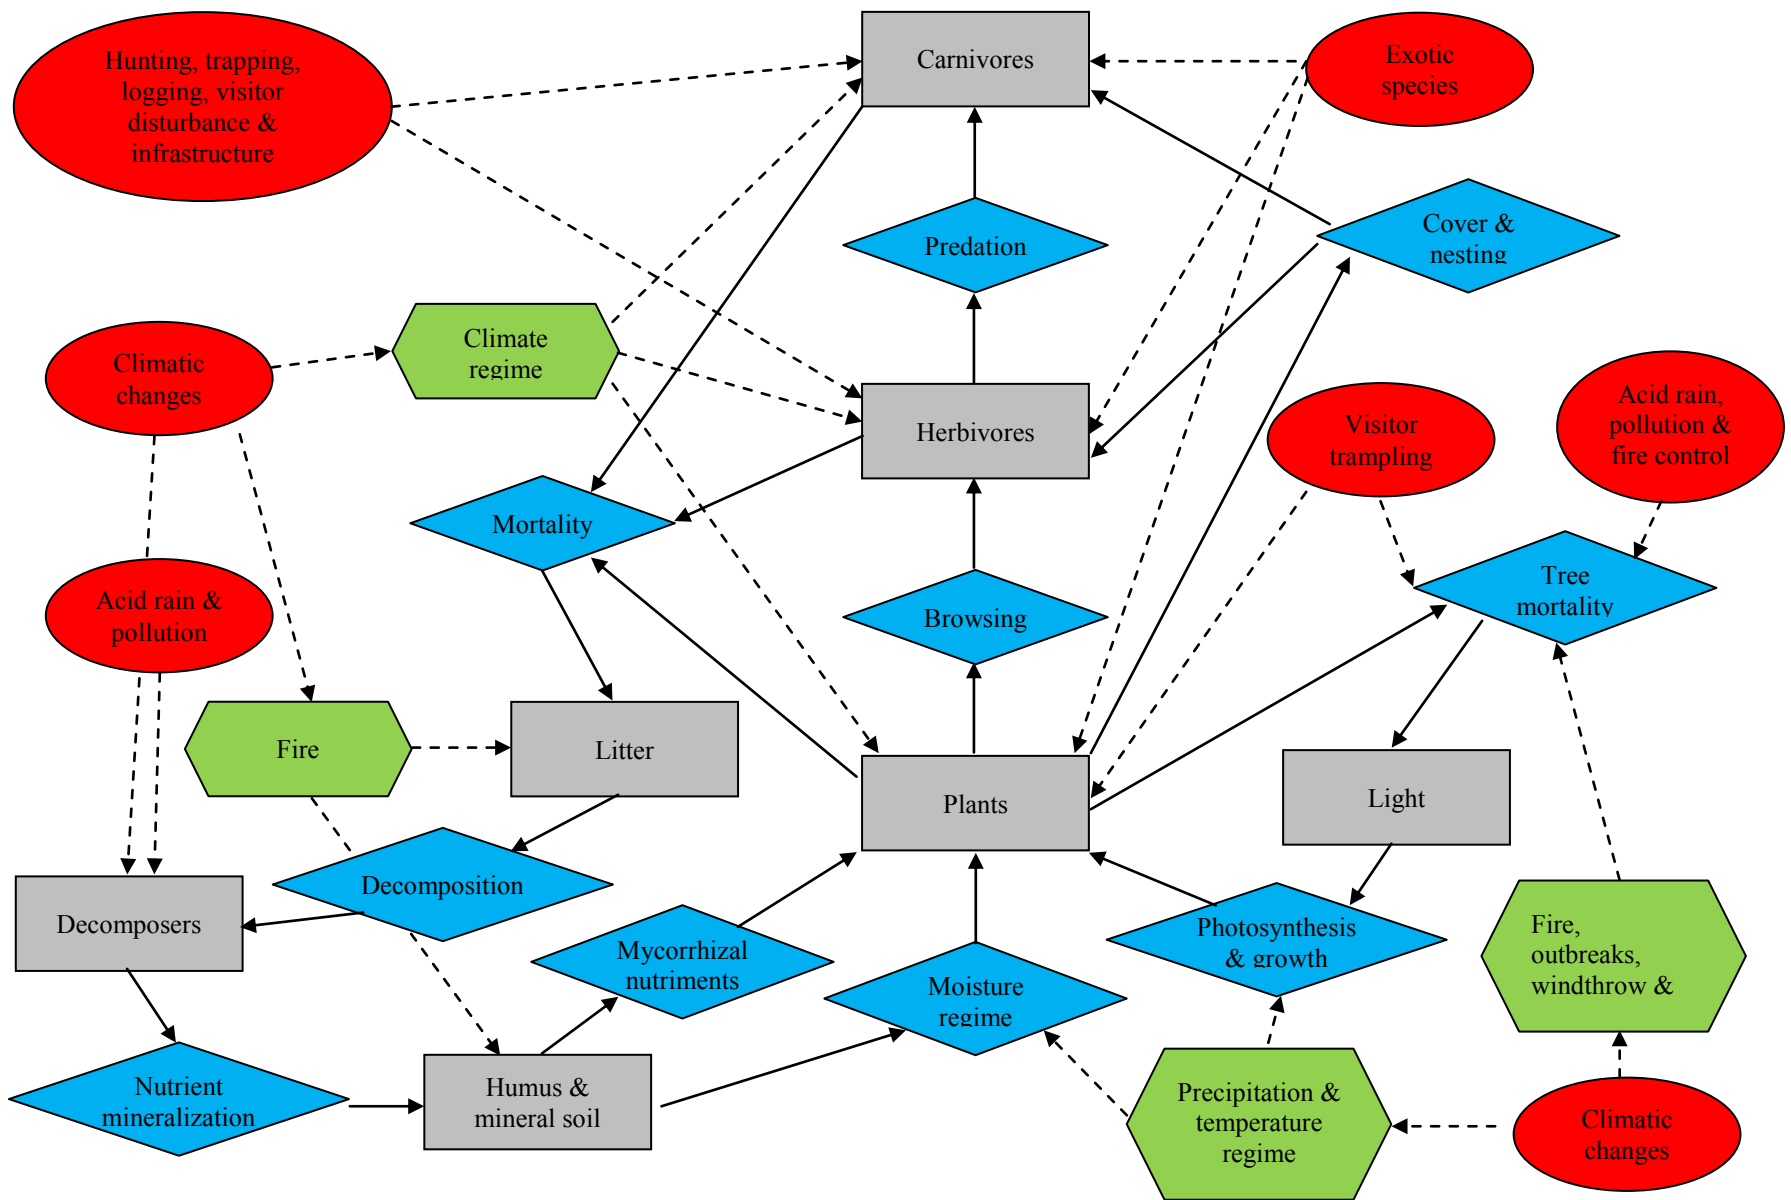 Hunting, trapping,
logging, visitor
disturbance &
infrastructure
Carnivores
Exotic
species
Predation
Cover &
nesting
Climatic
changes
Climate
regime
Herbivores
Visitor
trampling
Acid rain,
pollution &
fire control
Mortality
Acid rain &
pollution
Browsing
Tree
mortality
Fire
Litter
Plants
Light
Decomposers
Decomposition
Mycorrhizal
nutriments
Moisture
regime
Photosynthesis
& growth
Fire,
outbreaks,
windthrow &
Nutrient
mineralization
Humus &
mineral soil
Precipitation &
temperature
regime
Climatic
changes